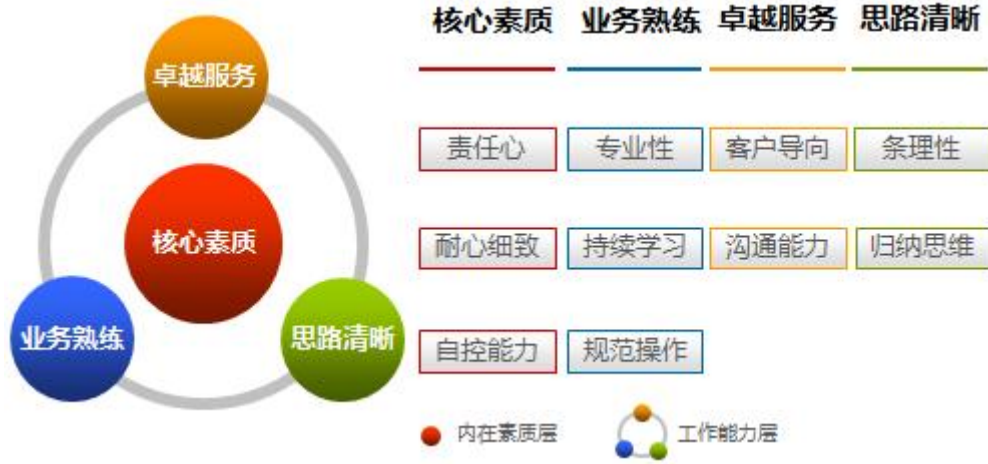 卓越服务
核心素质
业务熟练
思路清晰
核心素质 业务熟练 卓越服务 思路清晰
责任心 专业性 客户导向 条理性
耐心细致 持续学习 沟通能力 归纳思维
自控能力 规范操作
内在素质层 工作能力层